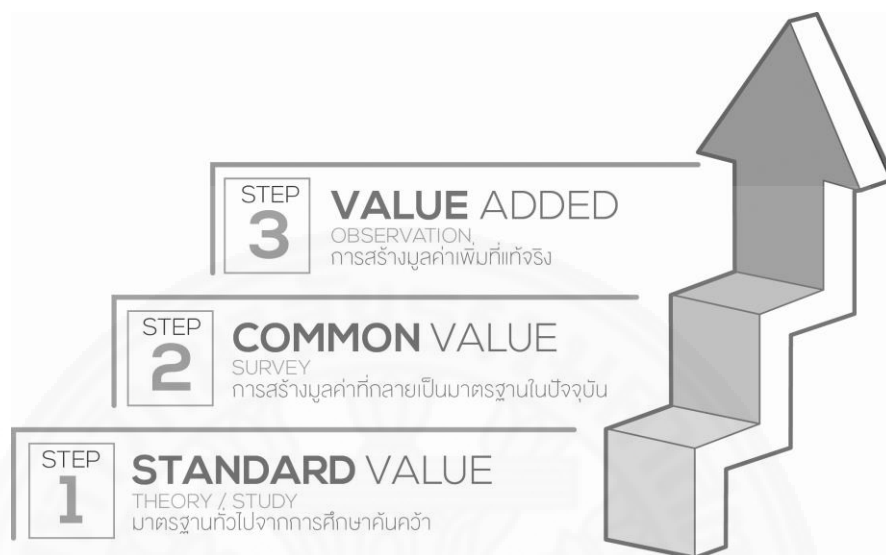 STEP
3
VALUE ADDED
OBSERVATION
การสร้างมูลค่าเพิ่มที่แท้จริง
STEP
2
COMMON VALUE
SURVEY
การสร้างมูลค่าที่กลายเป็นมาตรฐานในปัจจุบัน
STEP
1
STANDARD VALUE
THEORY / STUDY
มาตรฐานทั่วไปจากการศึกษาค้นคว้า